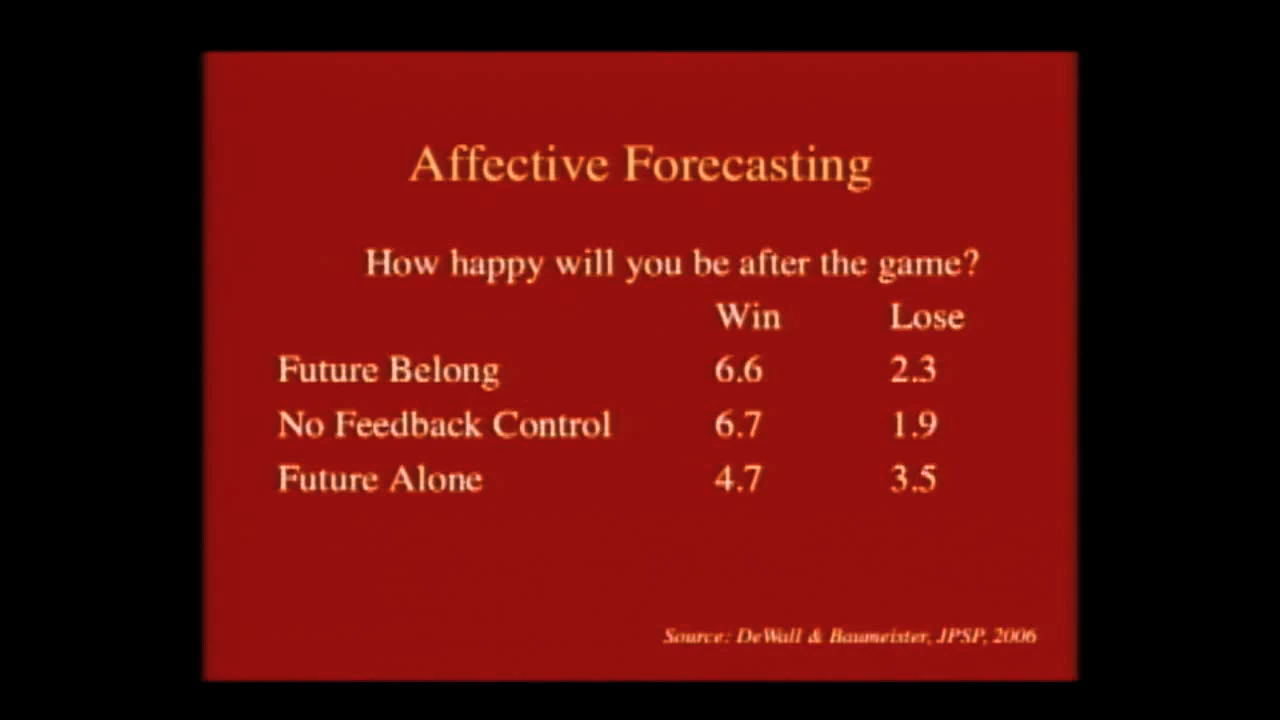 Affective Forecasting
How happy will you be after the game?
Win Lose
Future Belong 6.6 2.3
No Feedback Control 6.7 1.9
Future Alone 4.7 3.5
Source: DeWall & Baumeister, JPSP, 2006